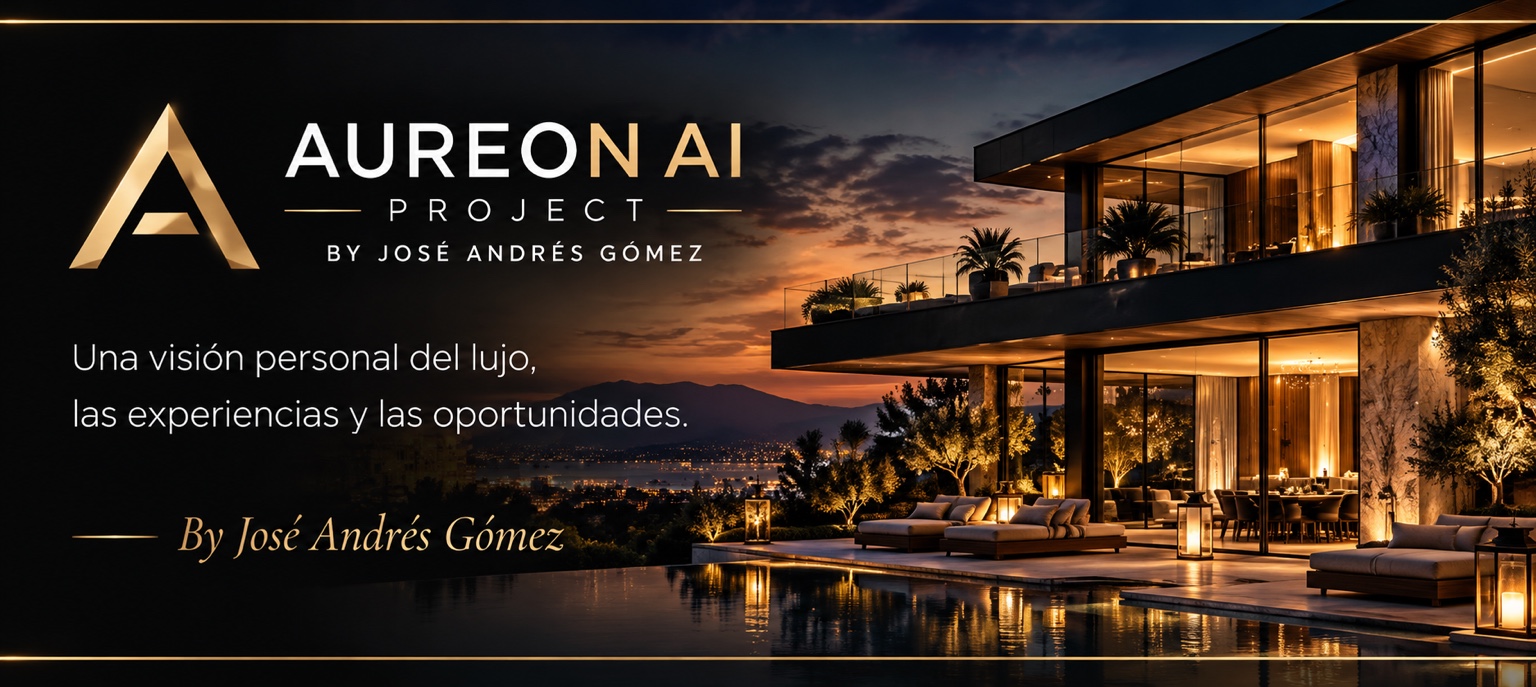 AUREON AI
PROJECT
BY JOSÉ ANDRÉS GÓMEZ
Una visión personal del lujo,
las experiencias y las oportunidades.
By José Andrés Gómez